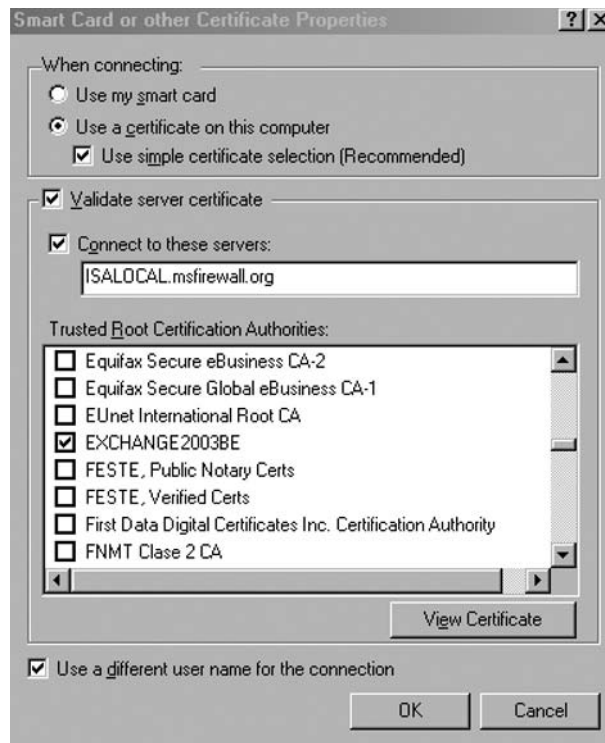 Smart Card or other Certificate Properties
? X
When connecting:
Use my smart card
Use a certificate on this computer
Use simple certificate selection (Recommended)
Validate server certificate
Connect to these servers:
ISALOCAL.msfirewall.org
Trusted Root Certification Authorities:
Equifax Secure eBusiness CA-2
Equifax Secure Global eBusiness CA-1
EUnet International Root CA
EXCHANGE2003BE
FESTE, Public Notary Certs
FESTE, Verified Certs
First Data Digital Certificates Inc. Certification Authority
FNMT Clase 2 CA
View Certificate
Use a different user name for the connection
OK
Cancel